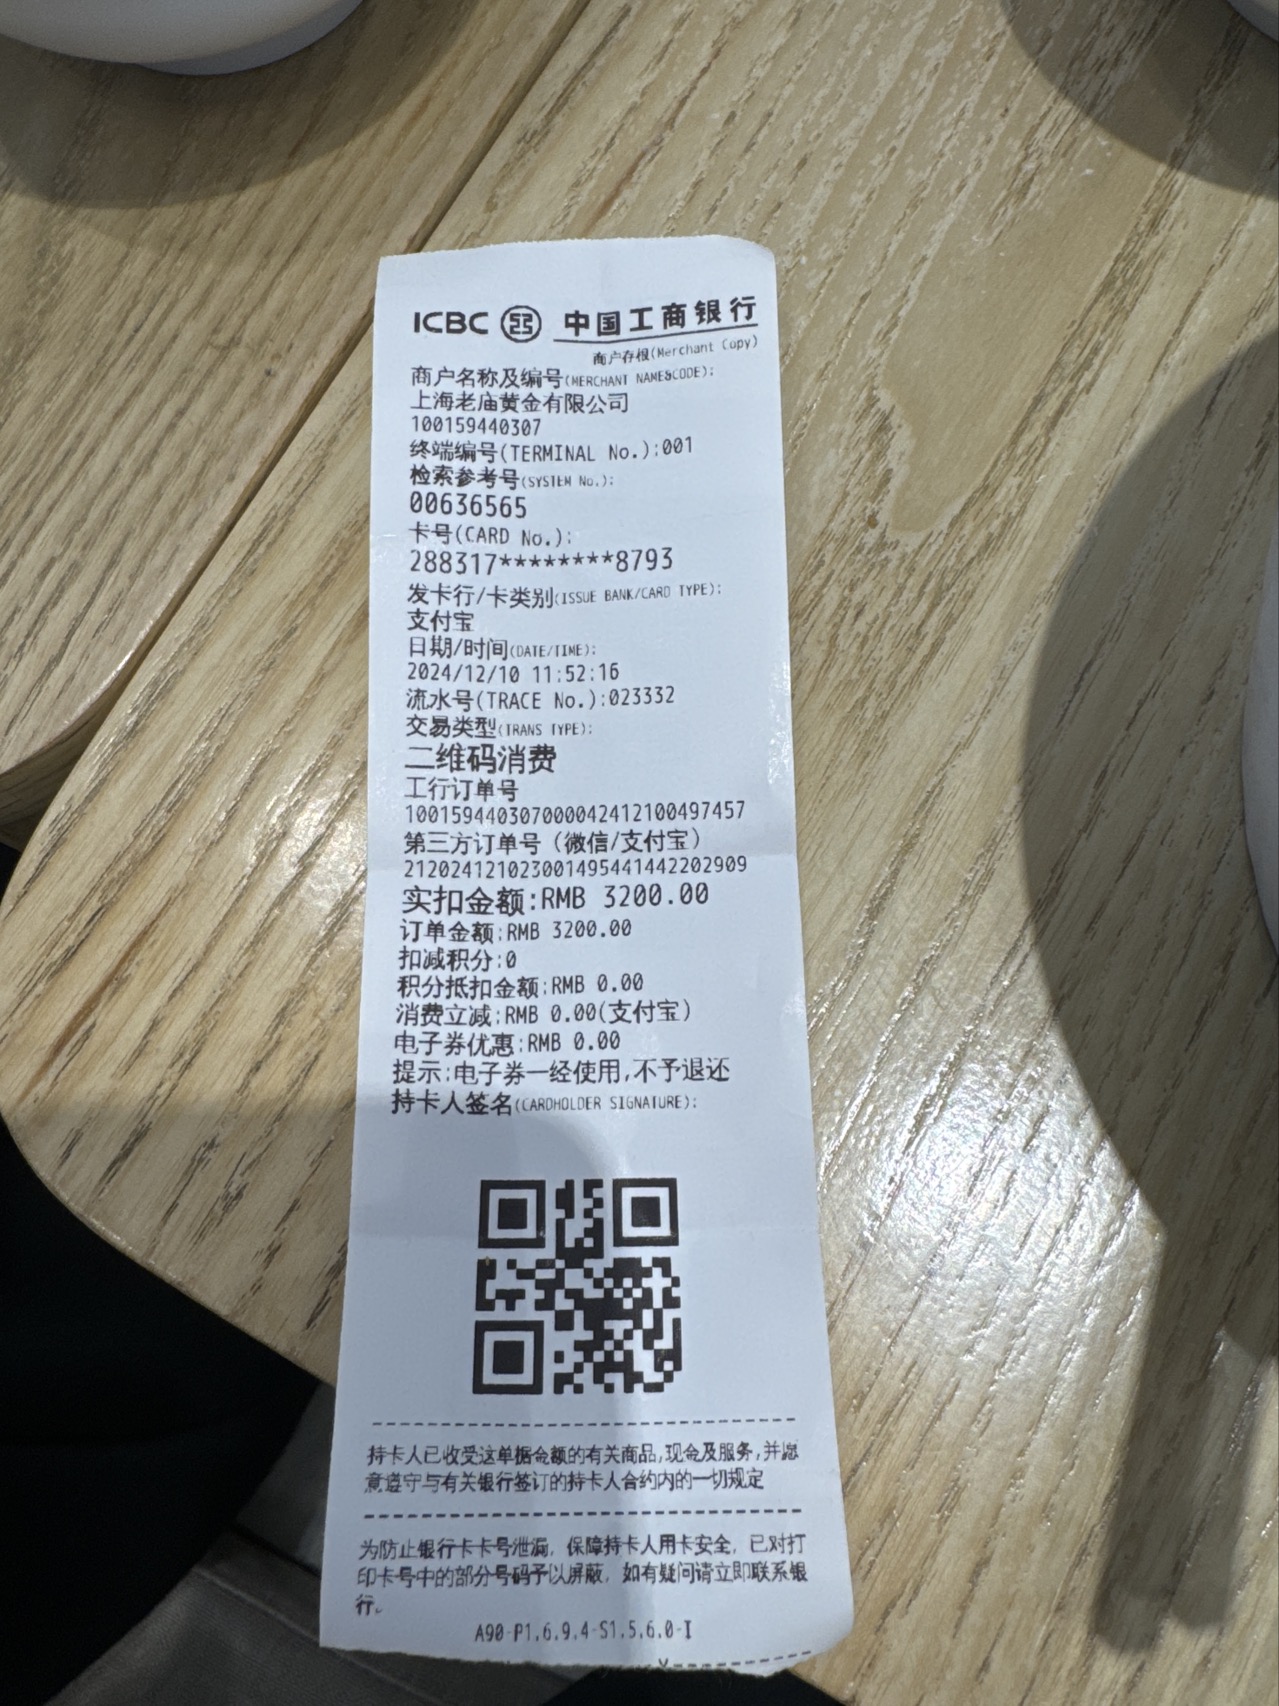 ICBC 中国工商银行
商户存根(Merchant Copy)
商户名称及编号(MERCHANT NAME&CODE):
上海老庙黄金有限公司
100159440307
终端编号(TERMINAL No.):001
检索参考号(SYSTEM No.):
00636565
卡号(CARD No.):
288317********8793
发卡行/卡类别(ISSUE BANK/CARD TYPE):
支付宝
日期/时间(DATE/TIME):
2024/12/10 11:52:16
流水号(TRACE No.):023332
交易类型(TRANS TYPE):
二维码消费
工行订单号
100159440307000042412100497457
第三方订单号（微信/支付宝）
2120241210230014954414422029​09
实扣金额:RMB 3200.00
订单金额:RMB 3200.00
扣减积分:0
积分抵扣金额:RMB 0.00
消费立减:RMB 0.00(支付宝)
电子券优惠:RMB 0.00
提示:电子券一经使用,不予退还
持卡人签名(CARDHOLDER SIGNATURE):
持卡人已收受这单据金额的有关商品,现金及服务,并愿
意遵守与有关银行签订的持卡人合约内的一切规定
为防止银行卡卡号泄漏，保障持卡人用卡安全，已对打
印卡号中的部分号码予以屏蔽，如有疑问请立即联系银
行。
A90-P1.6.9.4-S1.5.6.0-I